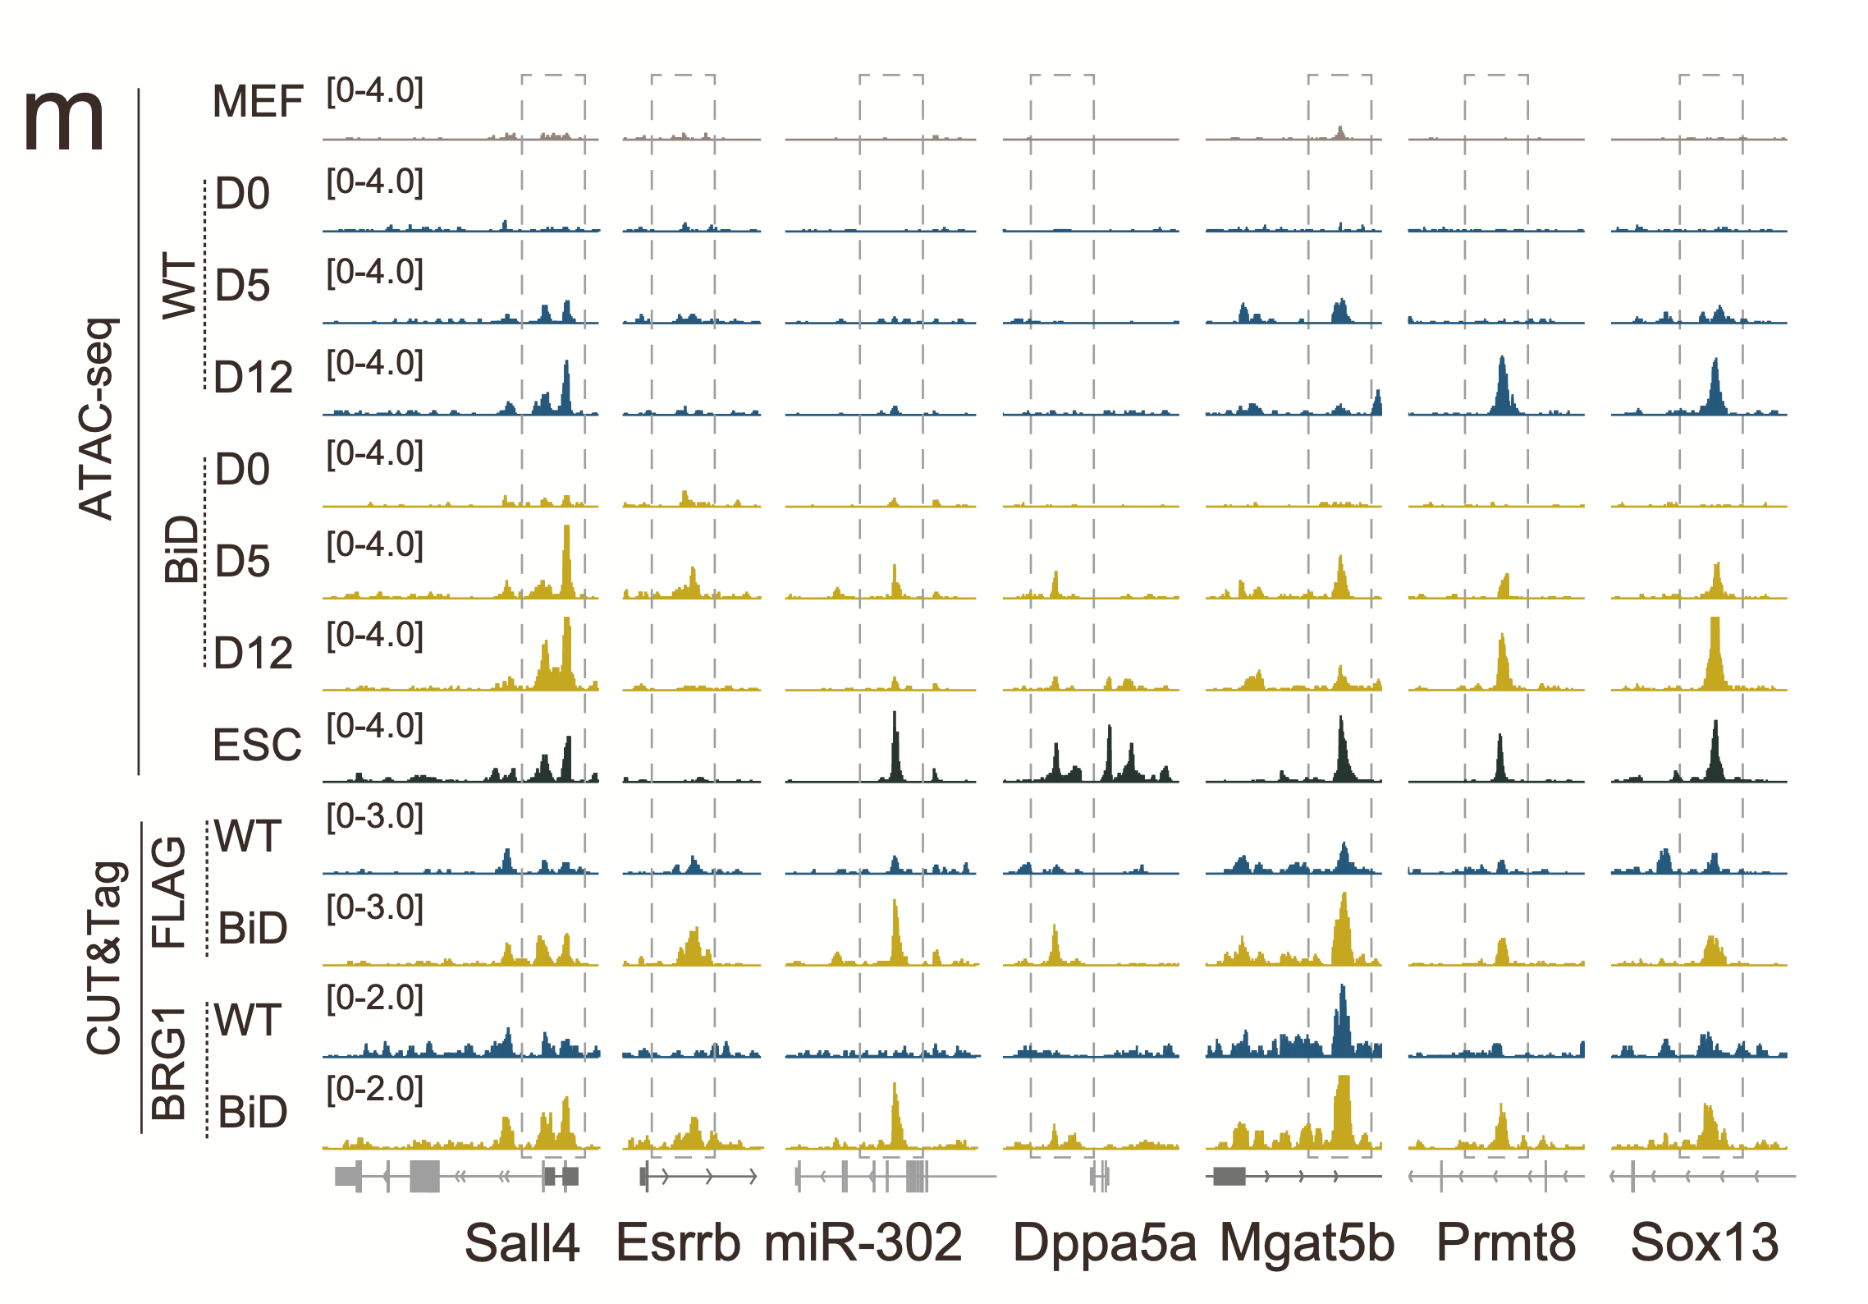 m
MEF [0-4.0]
D0 [0-4.0]
D5 [0-4.0]
D12 [0-4.0]
WT
D0 [0-4.0]
D5 [0-4.0]
D12 [0-4.0]
BiD
ESC [0-4.0]
ATAC-seq
WT [0-3.0]
BiD [0-3.0]
FLAG
WT [0-2.0]
BiD [0-2.0]
BRG1
CUT&Tag
Sall4 Esrrb miR-302 Dppa5a Mgat5b Prmt8 Sox13